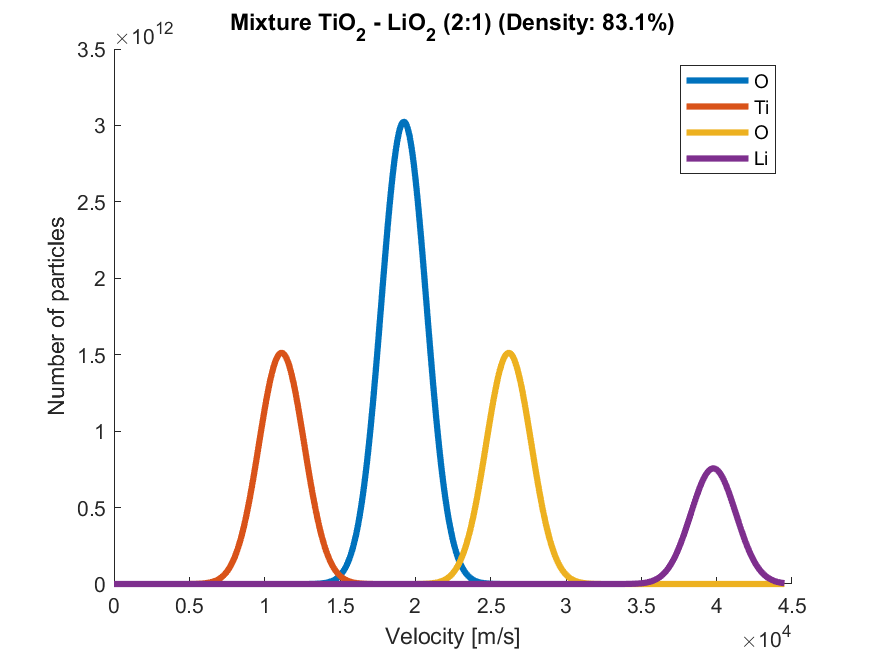 Mixture TiO2 - LiO2 (2:1) (Density: 83.1%)
×10^12
3.5
3
2.5
2
1.5
1
0.5
0
Number of particles
O
Ti
O
Li
0 0.5 1 1.5 2 2.5 3 3.5 4 4.5
Velocity [m/s]
×10^4